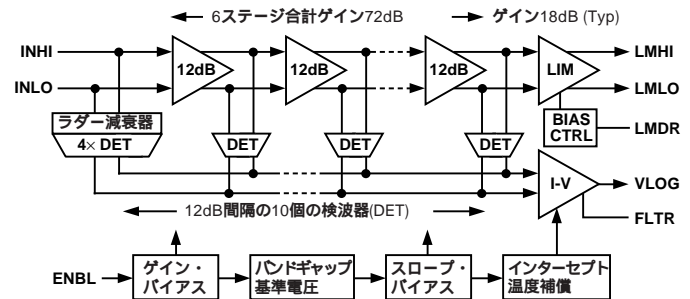 6ステージ合計ゲイン72dB
ゲイン18dB (Typ)
INHI
INLO
12dB
12dB
12dB
LIM
LMHI
LMLO
ラダー減衰器
4× DET
DET
DET
DET
BIAS
CTRL
LMDR
I-V
VLOG
FLTR
12dB間隔の10個の検波器(DET)
ENBL
ゲイン・
バイアス
バンドギャップ
基準電圧
スロープ・
バイアス
インターセプト
温度補償